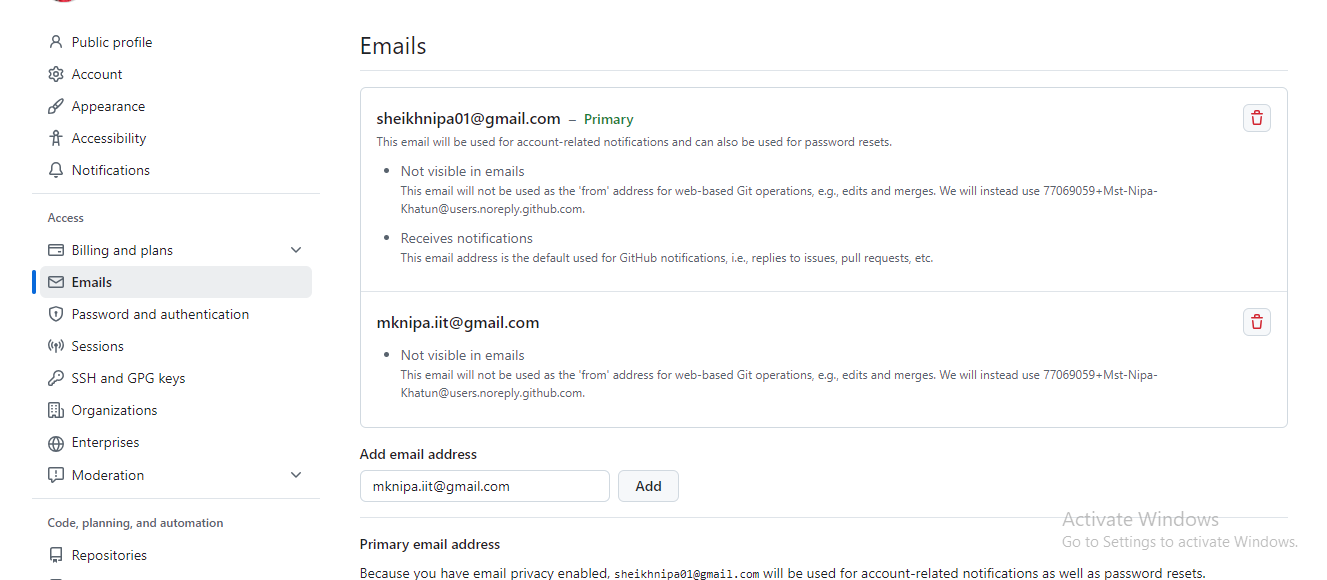 Public profile
Account
Appearance
Accessibility
Notifications
Access
Billing and plans
Emails
Password and authentication
Sessions
SSH and GPG keys
Organizations
Enterprises
Moderation
Code, planning, and automation
Repositories
Emails
sheikhnipa01@gmail.com – Primary
This email will be used for account-related notifications and can also be used for password resets.
• Not visible in emails
This email will not be used as the 'from' address for web-based Git operations, e.g., edits and merges. We will instead use 77069059+Mst-Nipa-
Khatun@users.noreply.github.com.
• Receives notifications
This email address is the default used for GitHub notifications, i.e., replies to issues, pull requests, etc.
mknipa.iit@gmail.com
• Not visible in emails
This email will not be used as the 'from' address for web-based Git operations, e.g., edits and merges. We will instead use 77069059+Mst-Nipa-
Khatun@users.noreply.github.com.
Add email address
mknipa.iit@gmail.com Add
Primary email address
Because you have email privacy enabled, sheikhnipa01@gmail.com will be used for account-related notifications as well as password resets.
Activate Windows
Go to Settings to activate Windows.